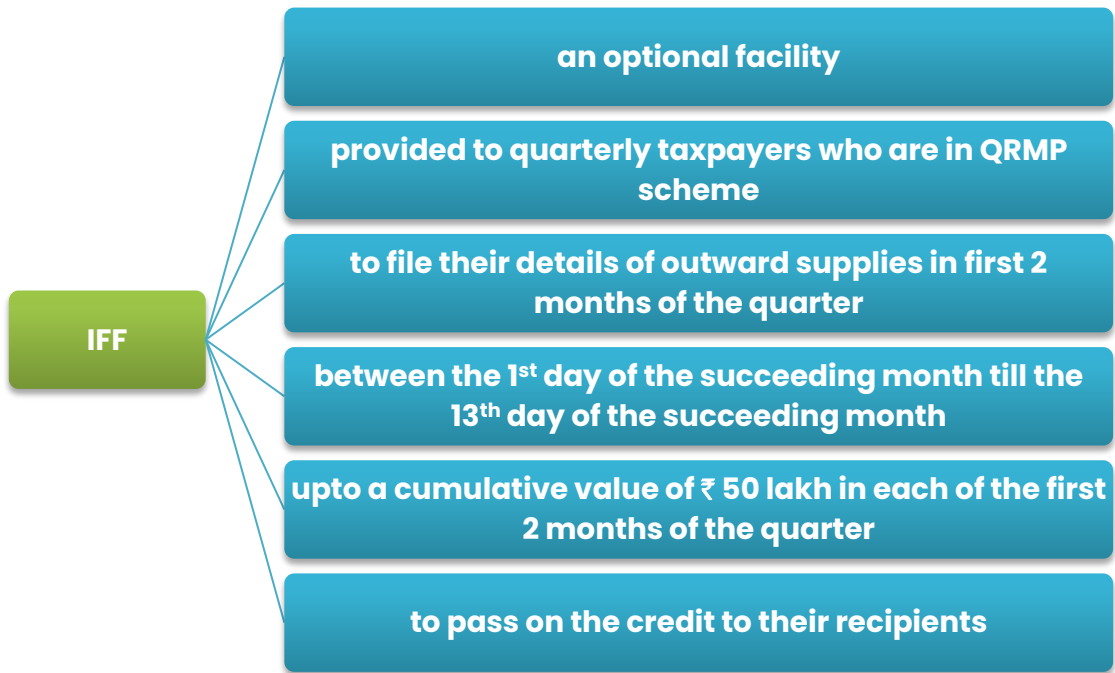 an optional facility
provided to quarterly taxpayers who are in QRMP
scheme
to file their details of outward supplies in first 2
months of the quarter
IFF
between the 1st day of the succeeding month till the
13th day of the succeeding month
upto a cumulative value of ₹ 50 lakh in each of the first
2 months of the quarter
to pass on the credit to their recipients